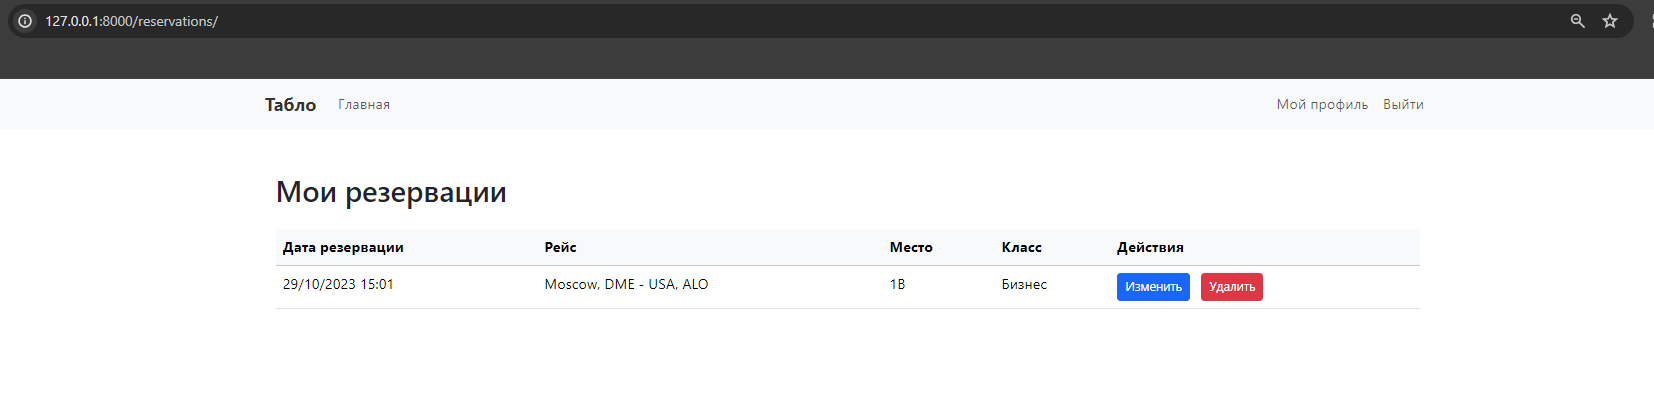 127.0.0.1:8000/reservations/
Табло Главная Мой профиль Выйти
Мои резервации
Дата резервации Рейс Место Класс Действия
29/10/2023 15:01 Moscow, DME - USA, ALO 1B Бизнес Изменить Удалить